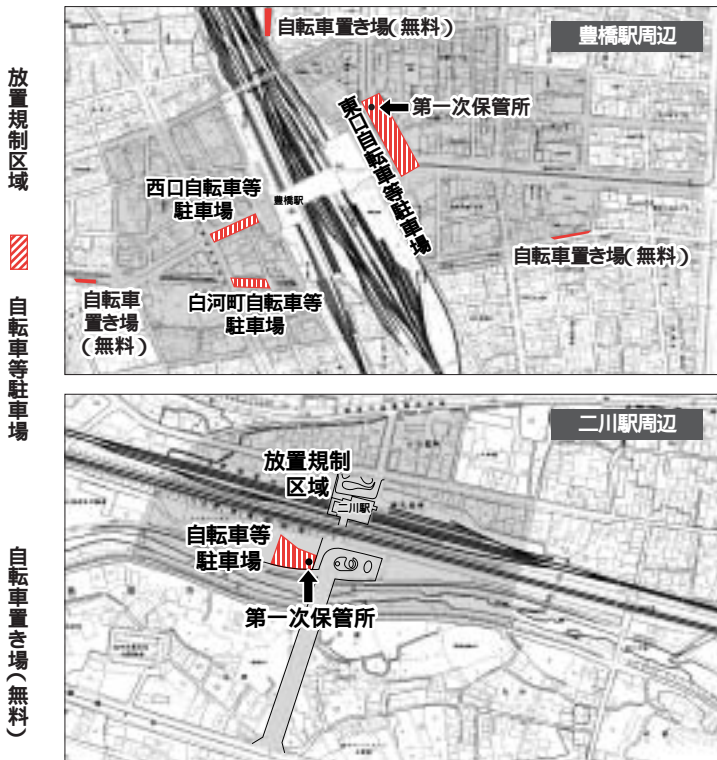 放置規制区域
自転車等駐車場
自転車置き場(無料)
豊橋駅周辺
自転車置き場(無料)
第一次保管所
東口自転車等駐車場
西口自転車等
駐車場
豊橋駅
自転車置き場(無料)
白河町自転車等
駐車場
自転車
置き場
(無料)
二川駅周辺
放置規制
区域
二川駅
自転車等
駐車場
第一次保管所